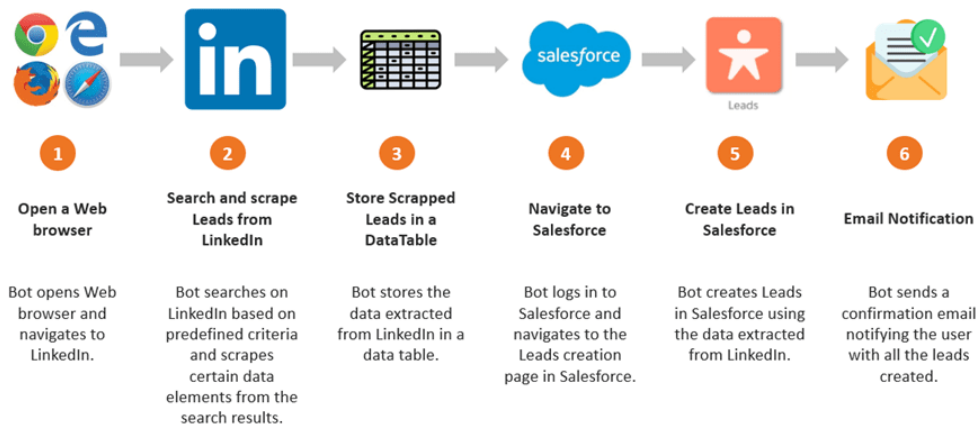 in
salesforce
Leads
1
2
3
4
5
6
Open a Web
browser
Search and scrape
Leads from
LinkedIn
Store Scrapped
Leads in a
DataTable
Navigate to
Salesforce
Create Leads in
Salesforce
Email Notification
Bot opens Web
browser and
navigates to
LinkedIn.
Bot searches on
LinkedIn based on
predefined criteria
and scrapes
certain data
elements from the
search results.
Bot stores the
data extracted
from LinkedIn in a
data table.
Bot logs in to
Salesforce and
navigates to the
Leads creation
page in Salesforce.
Bot creates Leads
in Salesforce using
the data extracted
from LinkedIn.
Bot sends a
confirmation email
notifying the user
with all the leads
created.